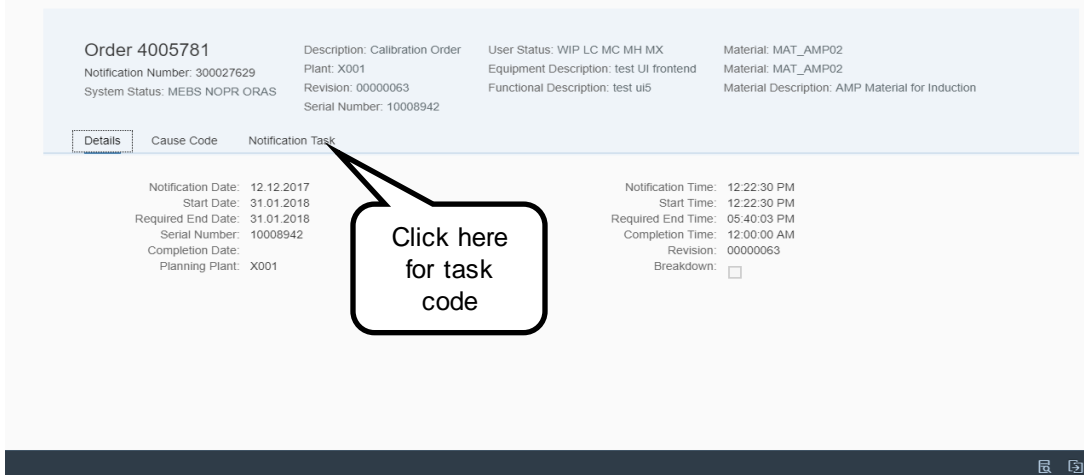 Order 4005781
Notification Number: 300027629
System Status: MEBS NOPR ORAS
Description: Calibration Order
Plant: X001
Revision: 00000063
Serial Number: 10008942
User Status: WIP LC MC MH MX
Equipment Description: test UI frontend
Functional Description: test ui5
Material: MAT_AMP02
Material: MAT_AMP02
Material Description: AMP Material for Induction
Details Cause Code Notification Task
Notification Date: 12.12.2017
Start Date: 31.01.2018
Required End Date: 31.01.2018
Serial Number: 10008942
Completion Date:
Planning Plant: X001
Notification Time: 12:22:30 PM
Start Time: 12:22:30 PM
Required End Time: 05:40:03 PM
Completion Time: 12:00:00 AM
Revision: 00000063
Breakdown:
Click here
for task
code